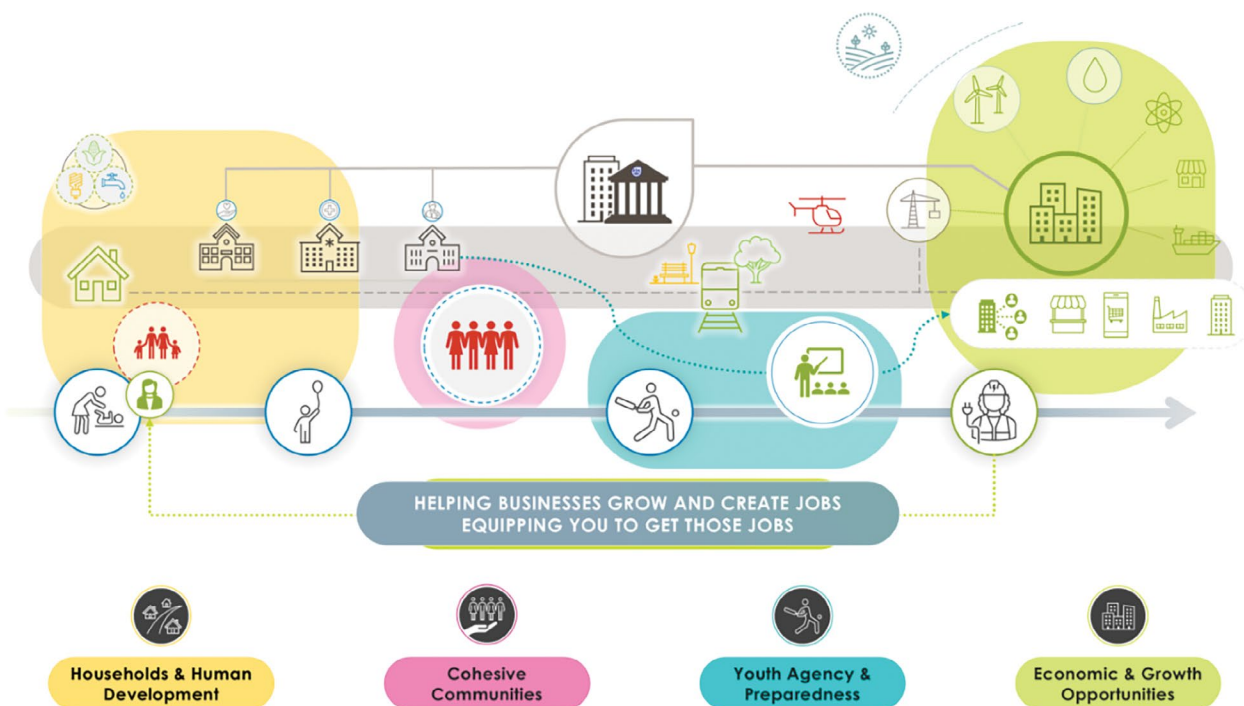 HELPING BUSINESSES GROW AND CREATE JOBS
EQUIPPING YOU TO GET THOSE JOBS
Households & Human
Development
Cohesive
Communities
Youth Agency &
Preparedness
Economic & Growth
Opportunities